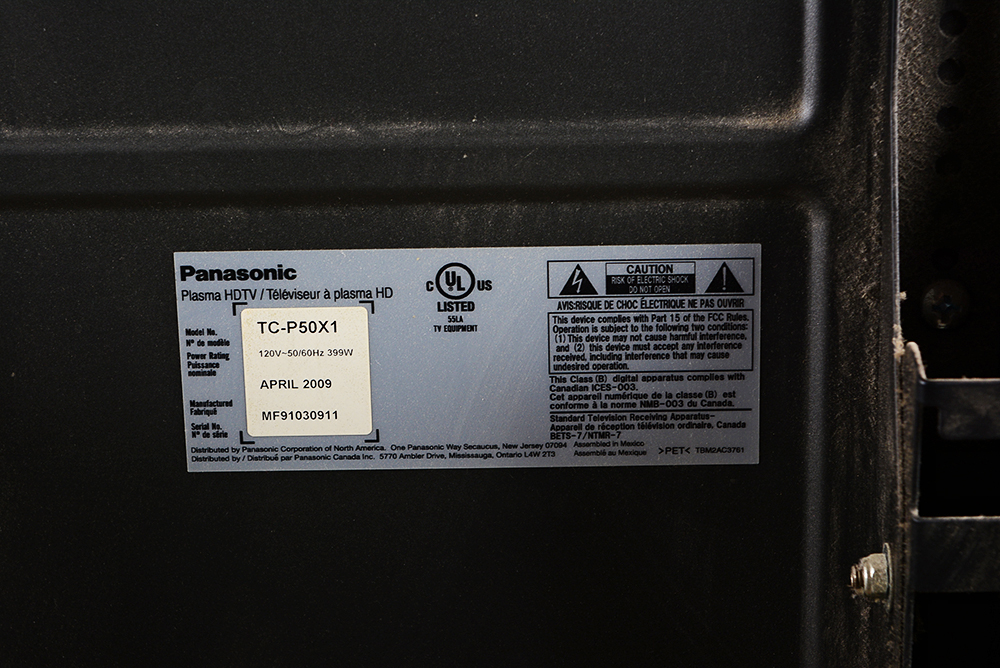 Panasonic
Plasma HDTV / Téléviseur à plasma HD
Model No.
N° de modèle
TC-P50X1
Power Rating
Puissance
nominale
120V~50/60Hz 399W
Manufactured
Fabriqué
APRIL 2009
Serial No.
N° de série
MF91030911
C UL US
LISTED
55LA
TV EQUIPMENT
CAUTION
RISK OF ELECTRIC SHOCK
DO NOT OPEN
AVIS:RISQUE DE CHOC ÉLECTRIQUE NE PAS OUVRIR
This device complies with Part 15 of the FCC Rules.
Operation is subject to the following two conditions:
(1) This device may not cause harmful interference,
and (2) this device must accept any interference
received, including interference that may cause
undesired operation.
This Class (B) digital apparatus complies with
Canadian ICES-003.
Cet appareil numérique de la classe (B) est
conforme à la norme NMB-003 du Canada.
Standard Television Receiving Apparatus-
Appareil de réception télévision ordinaire, Canada
BETS-7/NTMR-7
Distributed by Panasonic Corporation of North America. One Panasonic Way Secaucus, New Jersey 07094
Distributed by / Distribué par Panasonic Canada Inc. 5770 Ambler Drive, Mississauga, Ontario L4W 2T3
Assembled in Mexico
Assemblé au Mexique
>PET< TBM2AC3761